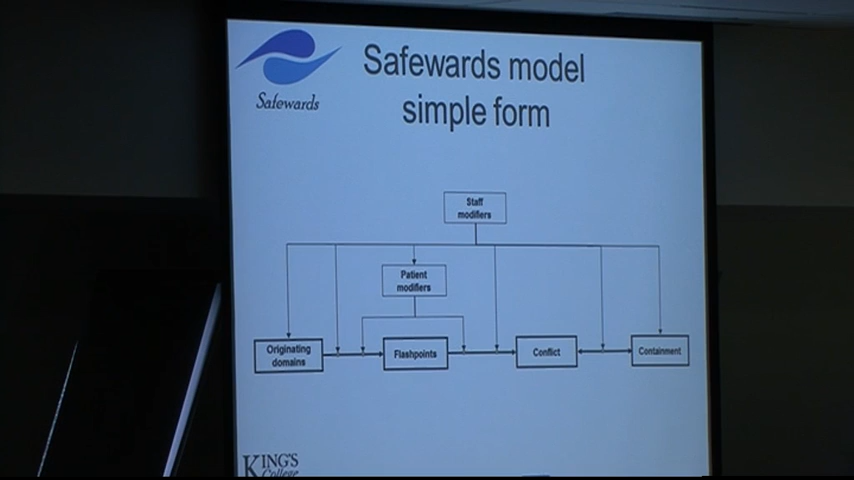 Safewards model
simple form
Safewards
Staff
modifiers
Patient
modifiers
Originating
domains
Flashpoints
Conflict
Containment
KING'S
College